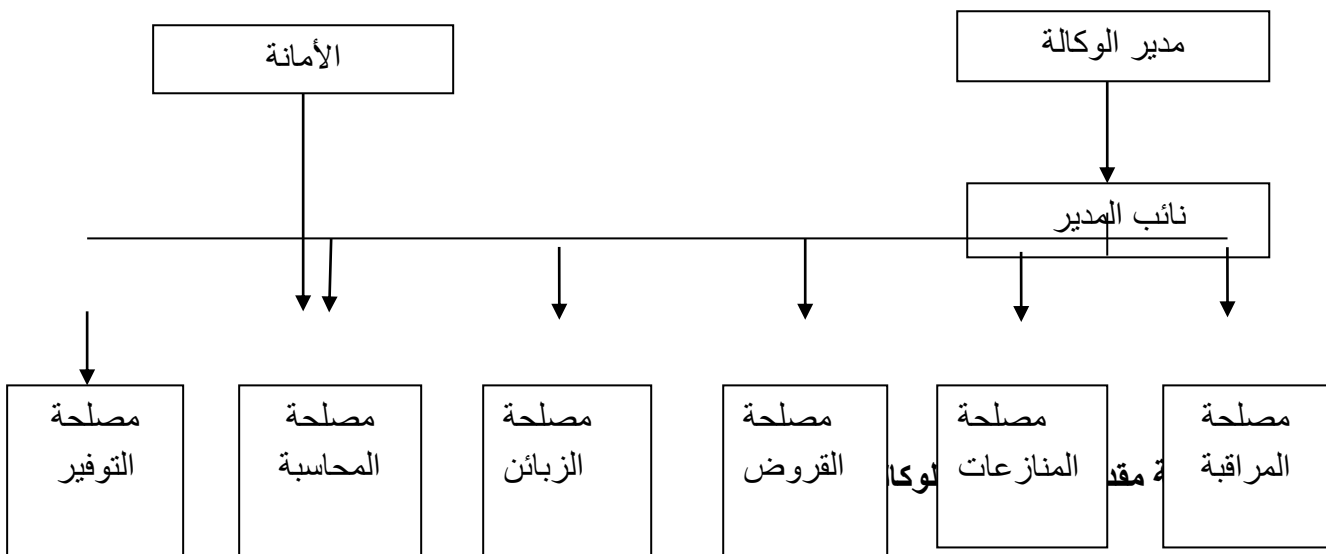 مدير الوكالة
الأمانة
نائب المدير
مصلحة
المراقبة
مصلحة
المنازعات
مصلحة
القروض
مصلحة
الزبائن
مصلحة
المحاسبة
مصلحة
التوفير